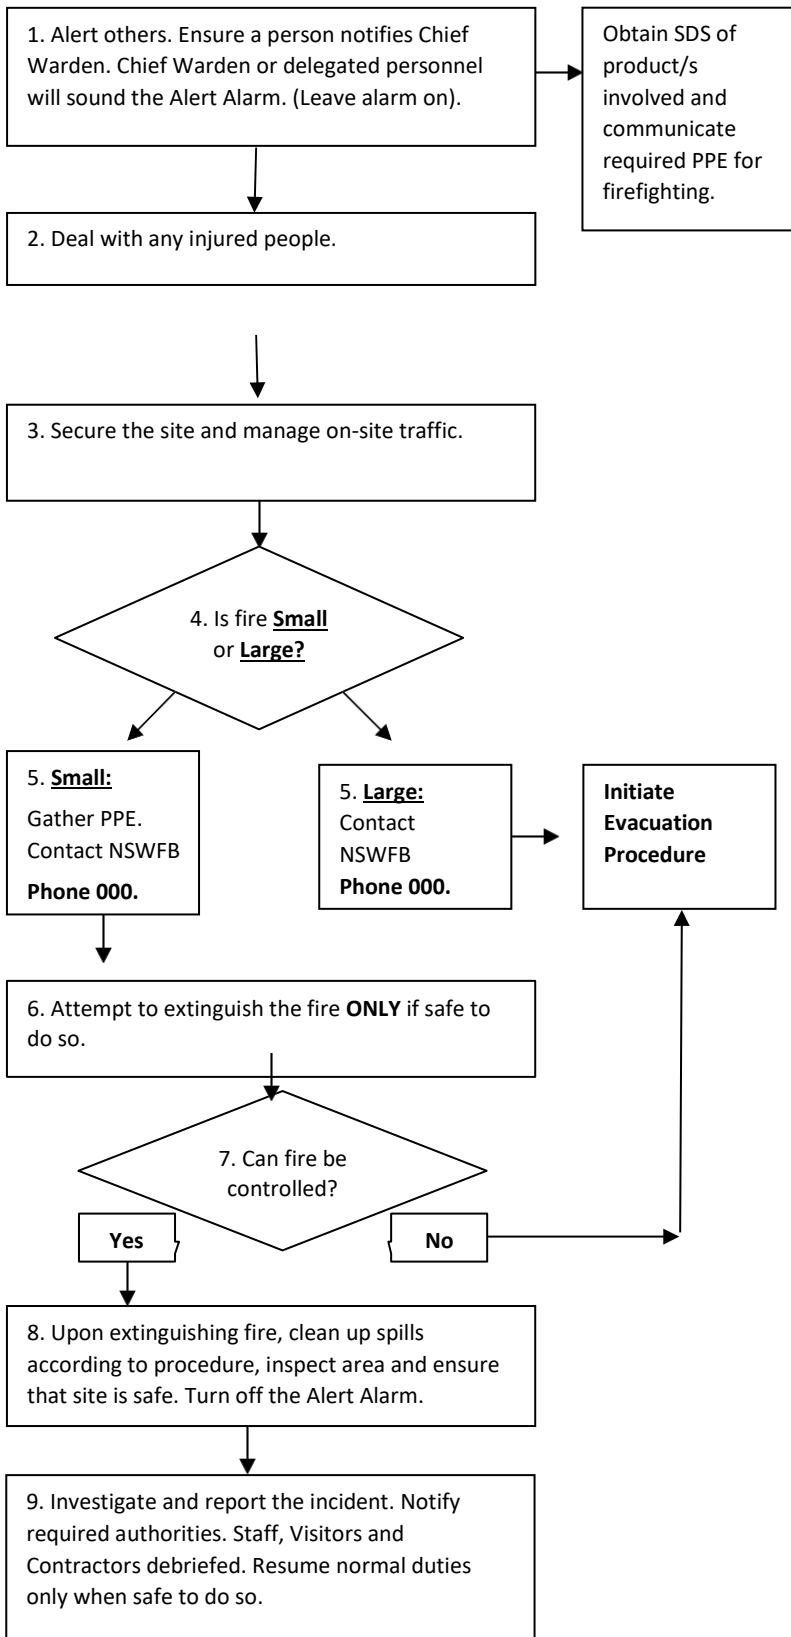 1. Alert others. Ensure a person notifies Chief
Warden. Chief Warden or delegated personnel
will sound the Alert Alarm. (Leave alarm on).
Obtain SDS of
product/s
involved and
communicate
required PPE for
firefighting.
2. Deal with any injured people.
3. Secure the site and manage on-site traffic.
4. Is fire Small
or Large?
5. Small:
Gather PPE.
Contact NSWFB
Phone 000.
5. Large:
Contact
NSWFB
Phone 000.
Initiate
Evacuation
Procedure
6. Attempt to extinguish the fire ONLY if safe to
do so.
7. Can fire be
controlled?
Yes
No
8. Upon extinguishing fire, clean up spills
according to procedure, inspect area and ensure
that site is safe. Turn off the Alert Alarm.
9. Investigate and report the incident. Notify
required authorities. Staff, Visitors and
Contractors debriefed. Resume normal duties
only when safe to do so.